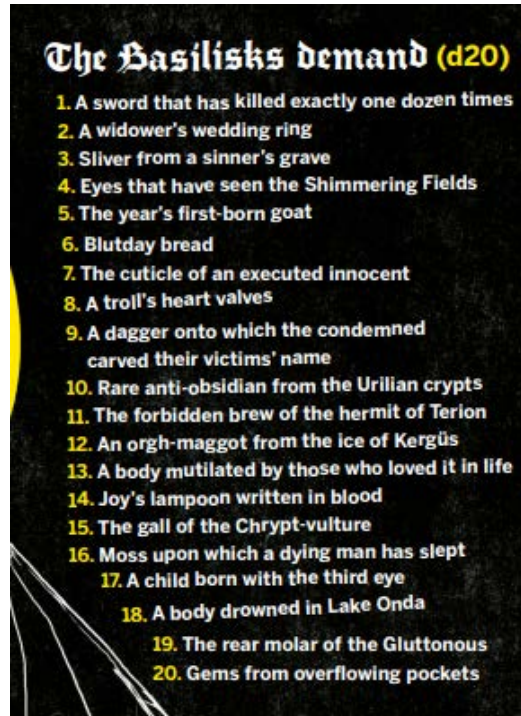 The Basilisks demand (d20)
1. A sword that has killed exactly one dozen times
2. A widower's wedding ring
3. Sliver from a sinner's grave
4. Eyes that have seen the Shimmering Fields
5. The year's first-born goat
6. Blutday bread
7. The cuticle of an executed innocent
8. A troll's heart valves
9. A dagger onto which the condemned
carved their victims' name
10. Rare anti-obsidian from the Urilian crypts
11. The forbidden brew of the hermit of Terion
12. An orgh-maggot from the ice of Kergüs
13. A body mutilated by those who loved it in life
14. Joy's lampoon written in blood
15. The gall of the Chrypt-vulture
16. Moss upon which a dying man has slept
17. A child born with the third eye
18. A body drowned in Lake Onda
19. The rear molar of the Gluttonous
20. Gems from overflowing pockets